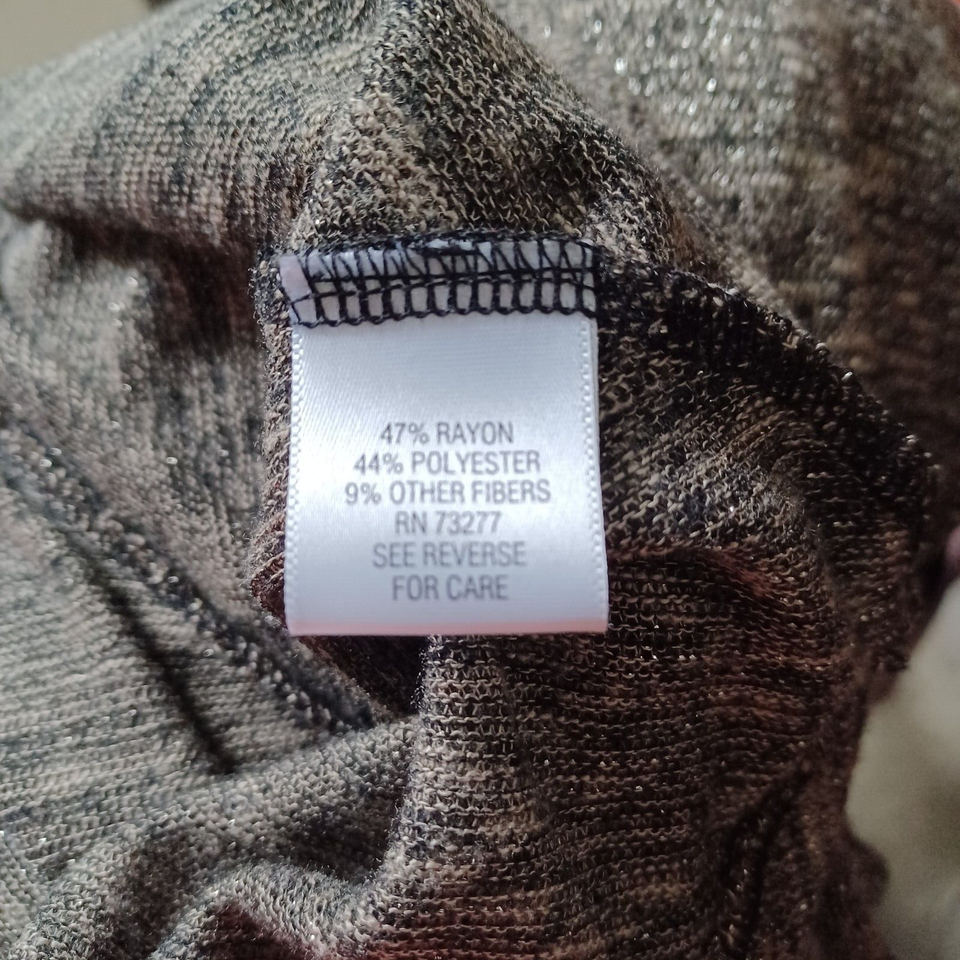 47% RAYON
44% POLYESTER
9% OTHER FIBERS
RN 73277
SEE REVERSE
FOR CARE